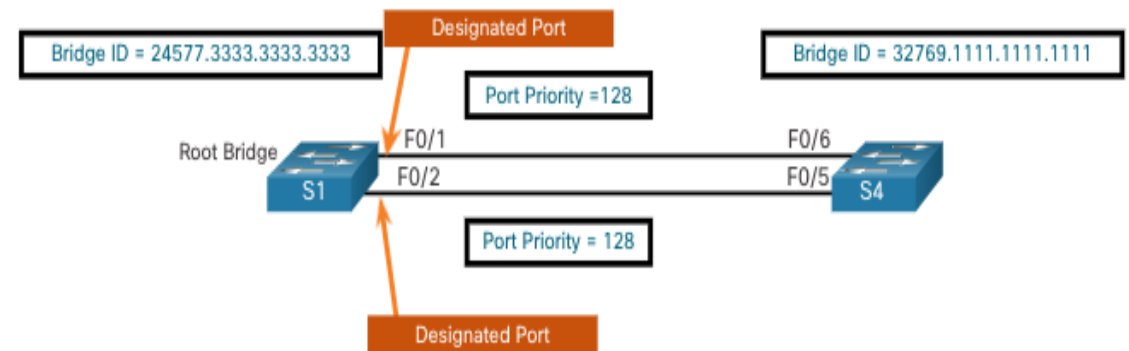 Designated Port
Bridge ID = 24577.3333.3333.3333
Bridge ID = 32769.1111.1111.1111
Port Priority =128
Root Bridge
F0/1
F0/6
F0/2
F0/5
S1
S4
Port Priority = 128
Designated Port